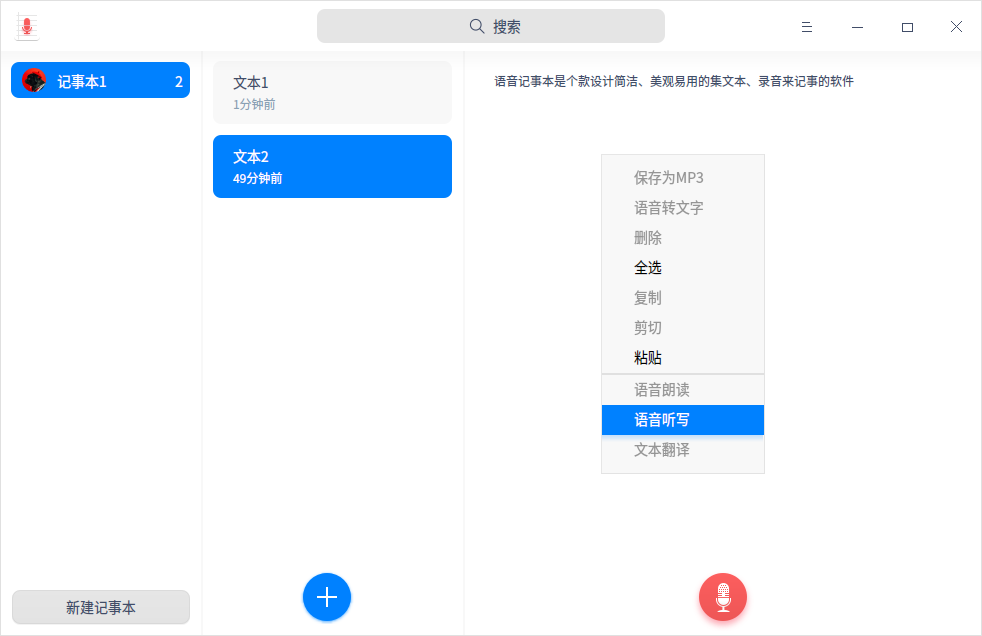 搜索
记事本1 2
文本1
1分钟前
文本2
49分钟前
语音记事本是个款设计简洁、美观易用的集文本、录音来记事的软件
保存为MP3
语音转文字
删除
全选
复制
剪切
粘贴
语音朗读
语音听写
文本翻译
新建记事本